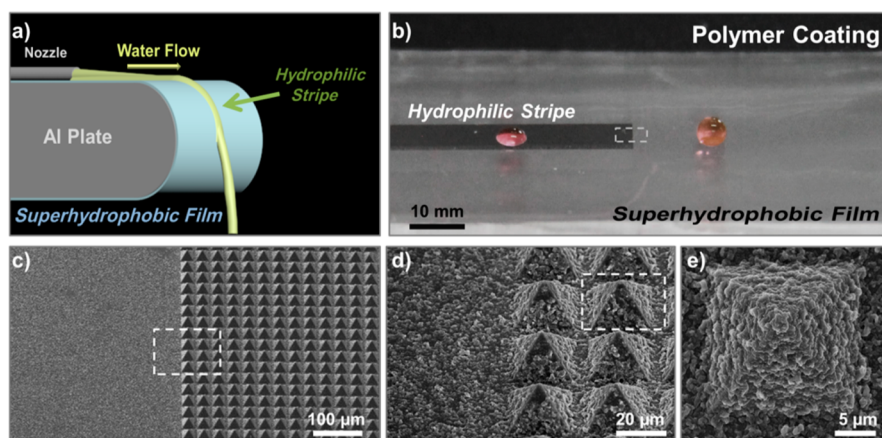 a)
Nozzle
Water Flow
Hydrophilic
Stripe
Al Plate
Superhydrophobic Film
b)
Polymer Coating
Hydrophilic Stripe
10 mm
Superhydrophobic Film
c)
100 µm
d)
20 µm
e)
5 µm